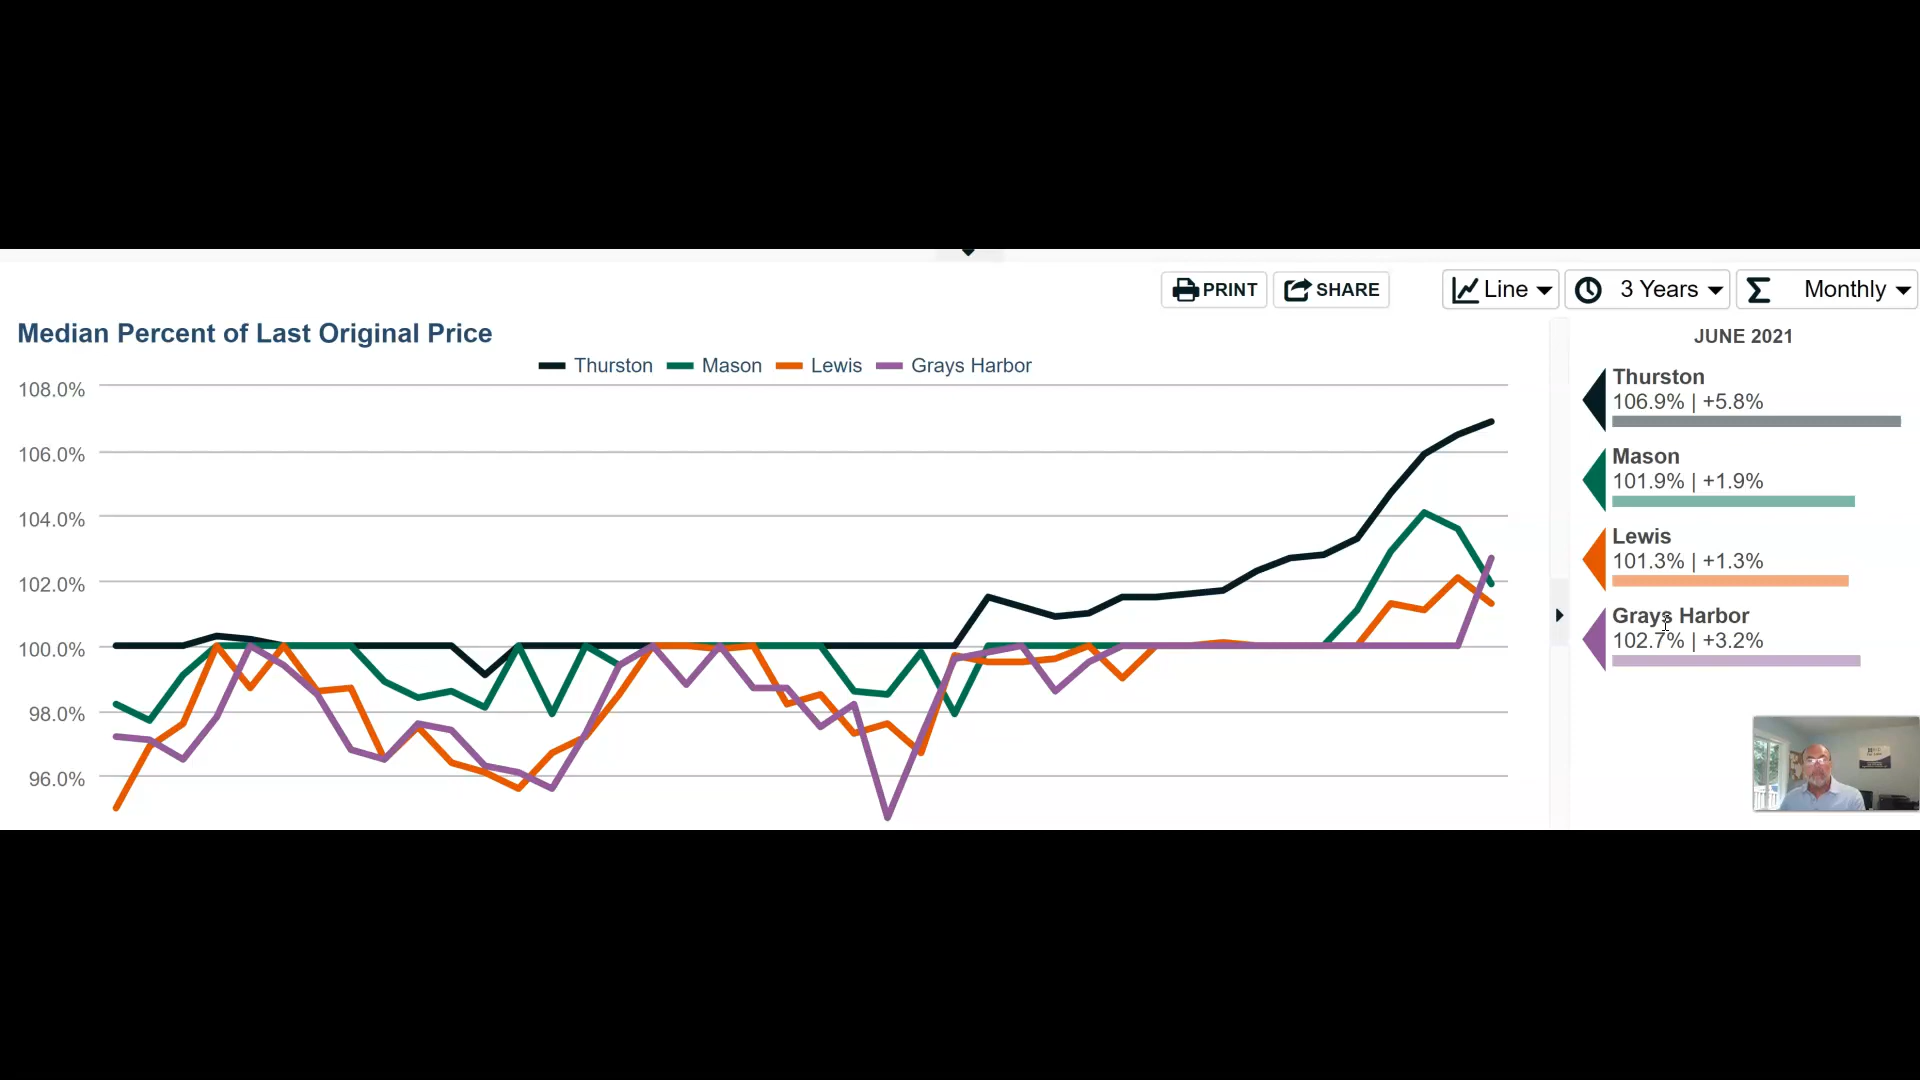 PRINT SHARE Line 3 Years Monthly
Median Percent of Last Original Price
JUNE 2021
Thurston Mason Lewis Grays Harbor
108.0%
106.0%
104.0%
102.0%
100.0%
98.0%
96.0%
Thurston
106.9% | +5.8%
Mason
101.9% | +1.9%
Lewis
101.3% | +1.3%
Grays Harbor
102.7% | +3.2%